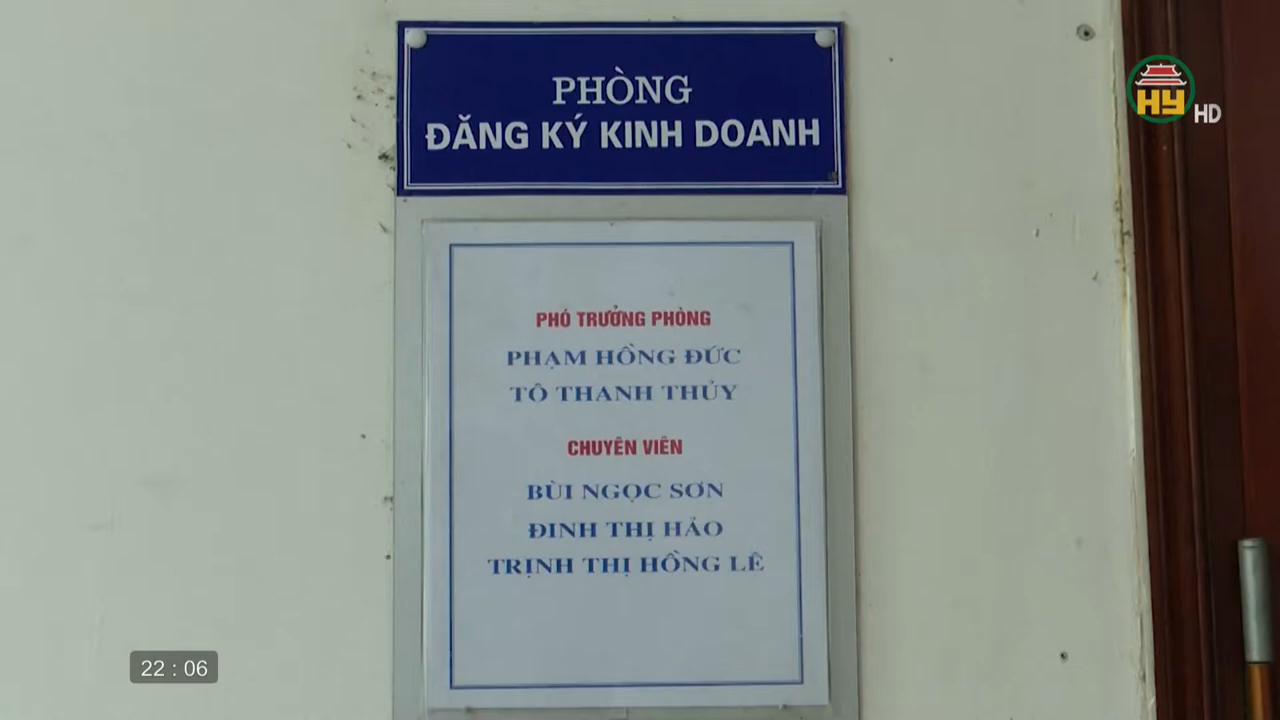 PHÒNG
ĐĂNG KÝ KINH DOANH
HY HD
PHÓ TRƯỞNG PHÒNG
PHẠM HỒNG ĐỨC
TÔ THANH THỦY
CHUYÊN VIÊN
BÙI NGỌC SƠN
ĐINH THỊ HẢO
TRỊNH THỊ HỒNG LÊ
22 : 06